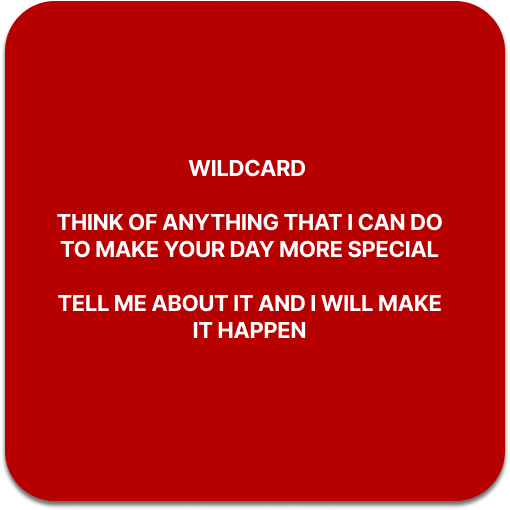 WILDCARD
THINK OF ANYTHING THAT I CAN DO
TO MAKE YOUR DAY MORE SPECIAL
TELL ME ABOUT IT AND I WILL MAKE
IT HAPPEN